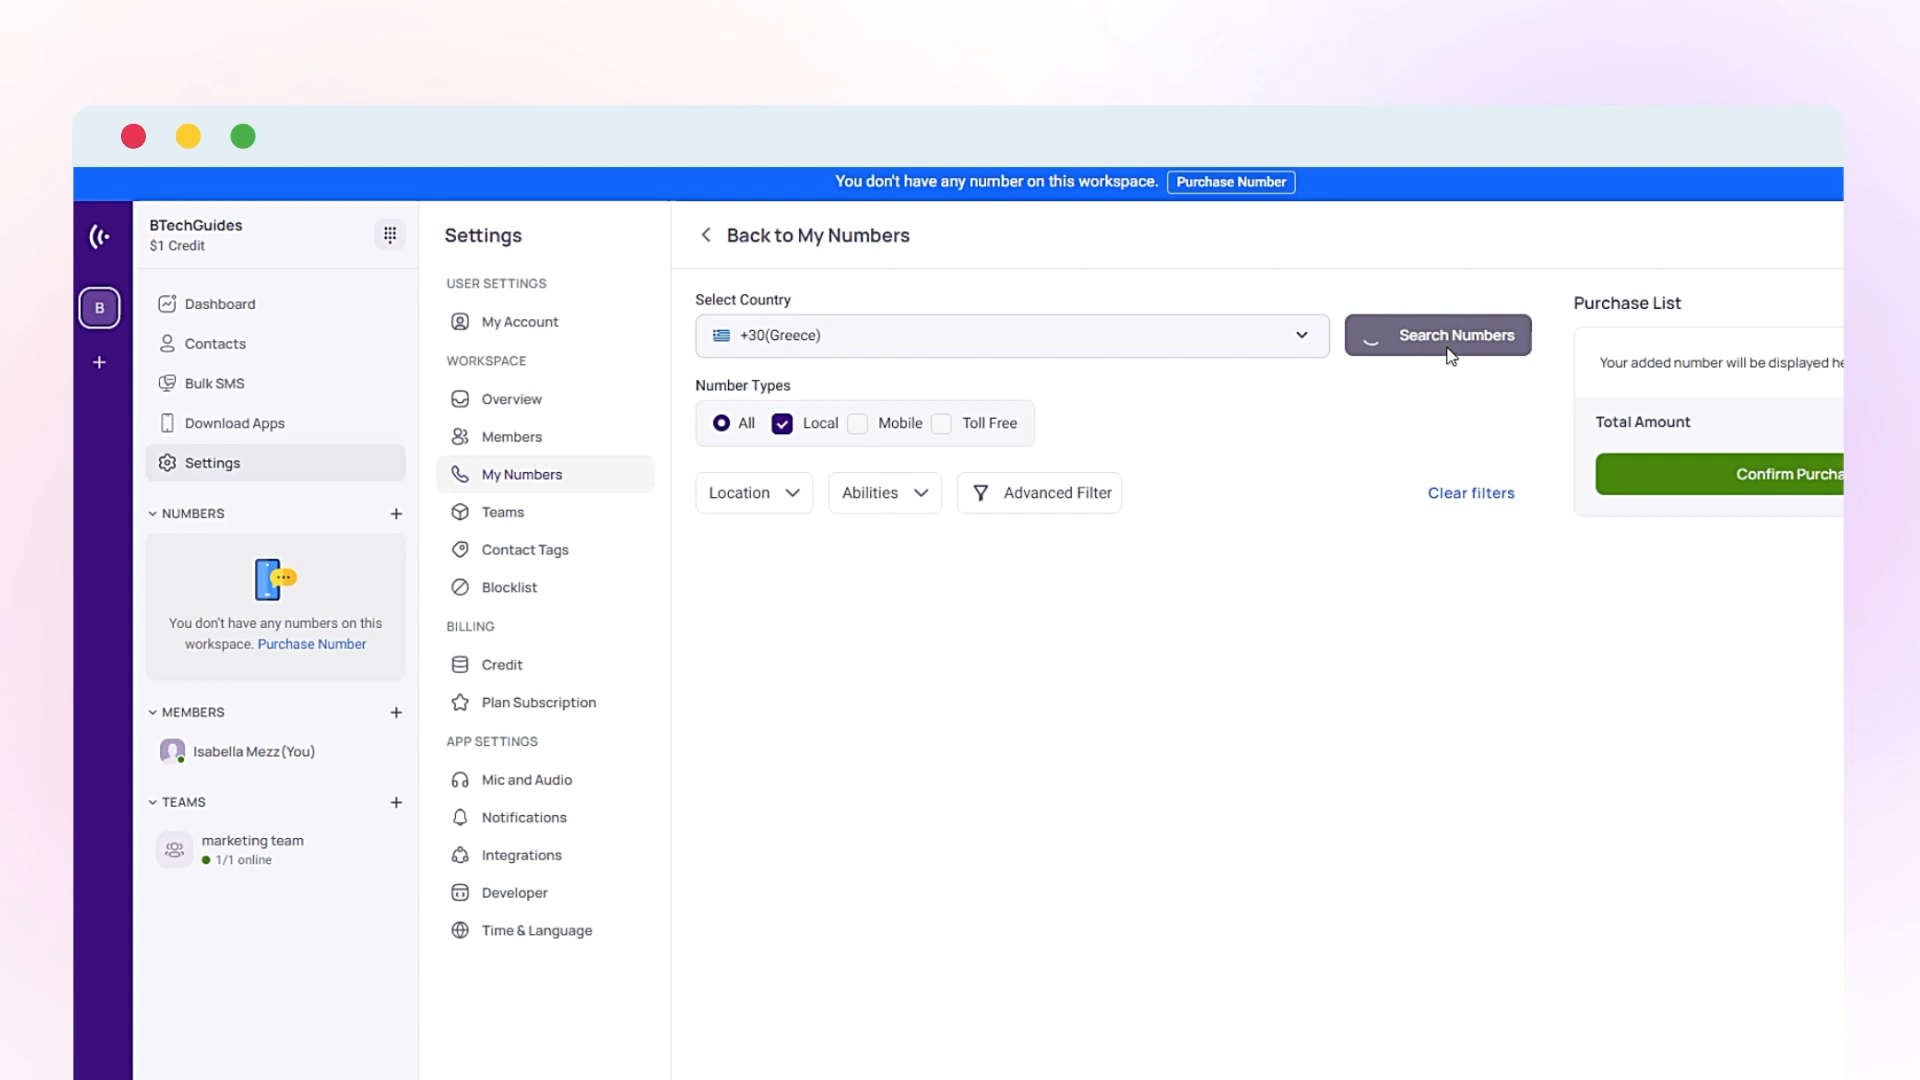 You don't have any number on this workspace. Purchase Number
BTechGuides
$1 Credit
B
Dashboard
Contacts
Bulk SMS
Download Apps
Settings
NUMBERS
You don't have any numbers on this
workspace. Purchase Number
MEMBERS
Isabella Mezz(You)
TEAMS
marketing team
1/1 online
Settings
USER SETTINGS
My Account
WORKSPACE
Overview
Members
My Numbers
Teams
Contact Tags
Blocklist
BILLING
Credit
Plan Subscription
APP SETTINGS
Mic and Audio
Notifications
Integrations
Developer
Time & Language
Back to My Numbers
Select Country
+30(Greece)
Search Numbers
Number Types
All Local Mobile Toll Free
Location Abilities Advanced Filter Clear filters
Purchase List
Your added number will be displayed he
Total Amount
Confirm Purcha